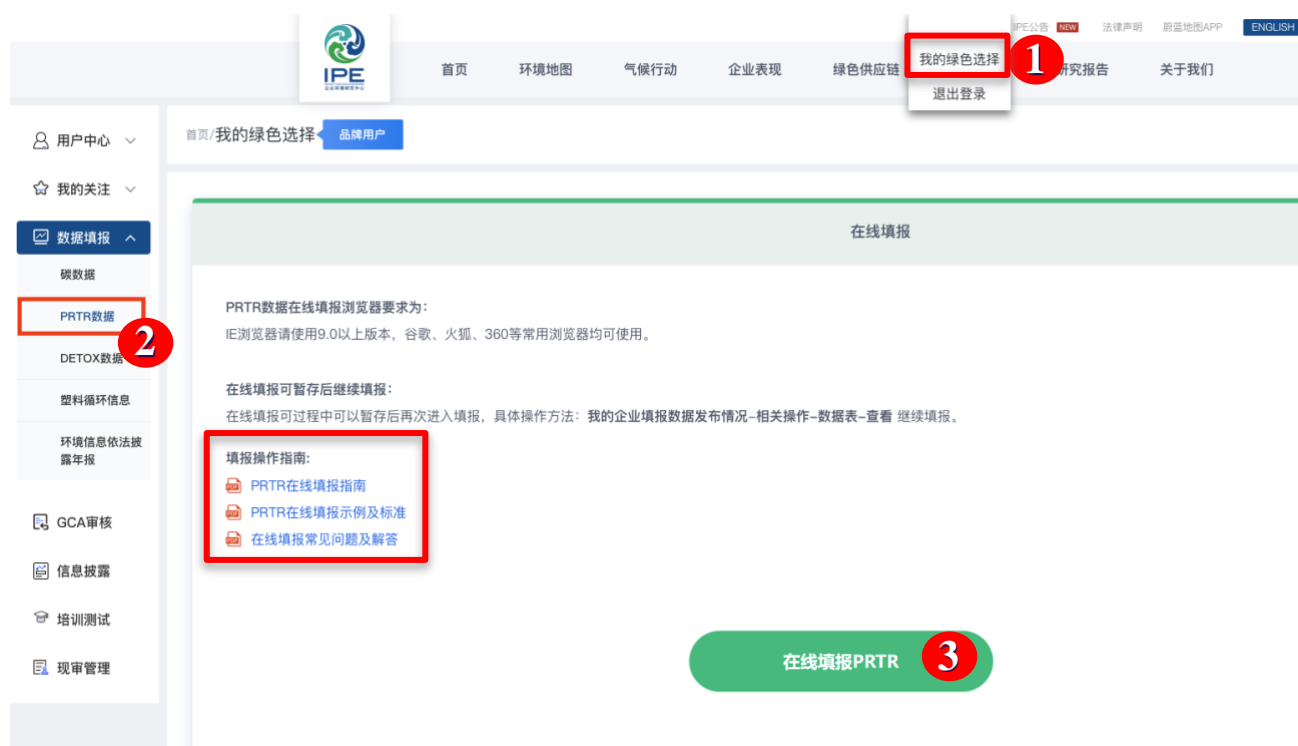 IPE公告 NEW 法律声明 蔚蓝地图APP ENGLISH
IPE
首页 环境地图 气候行动 企业表现 绿色供应链 我的绿色选择 1 研究报告 关于我们
退出登录
用户中心
首页/我的绿色选择 品牌用户
我的关注
数据填报
在线填报
碳数据
PRTR数据
2
DETOX数据
塑料循环信息
环境信息依法披
露年报
GCA审核
信息披露
培训测试
现审管理
PRTR数据在线填报浏览器要求为：
IE浏览器请使用9.0以上版本，谷歌、火狐、360等常用浏览器均可使用。
在线填报可暂存后继续填报：
在线填报可过程中可以暂存后再次进入填报，具体操作方法：我的企业填报数据发布情况–相关操作–数据表–查看 继续填报。
填报操作指南:
PRTR在线填报指南
PRTR在线填报示例及标准
在线填报常见问题及解答
在线填报PRTR 3